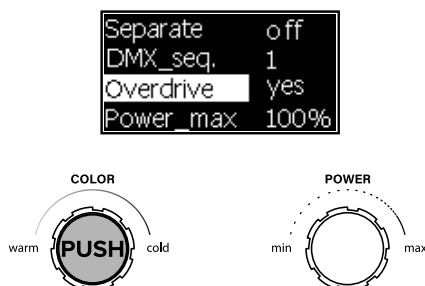 Separate off
DMX_seq. 1
Overdrive yes
Power_max 100%
COLOR POWER
warm PUSH cold min max